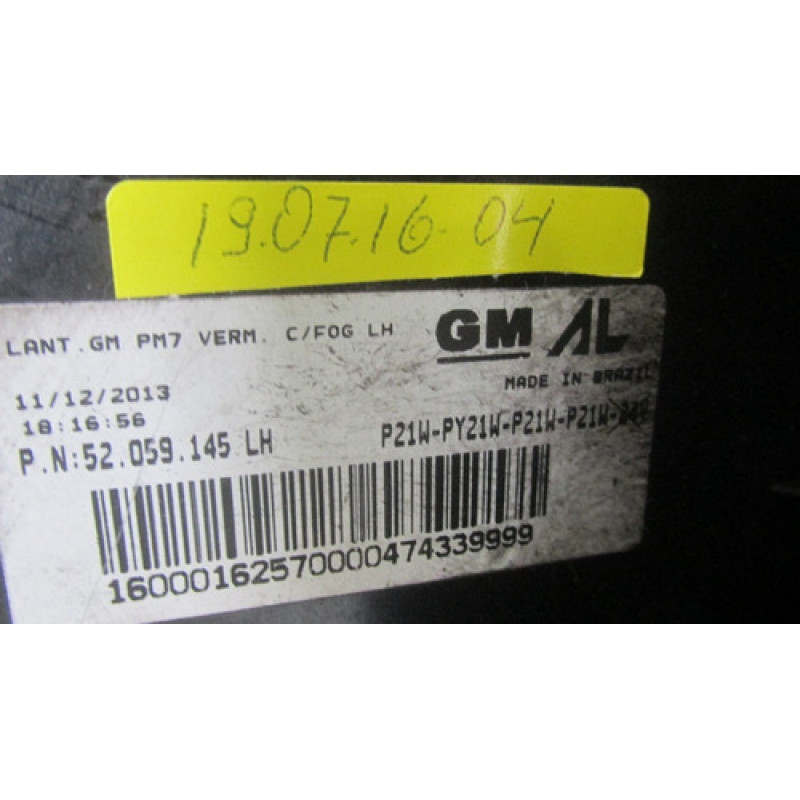 19.07.16.04
LANT.GM PM7 VERM. C/FOG LH
GM AL
MADE IN BRAZIL
11/12/2013
18:16:56
P.N:52.059.145 LH
P21W-PY21W-P21W-P21W-
16000162570000474339999